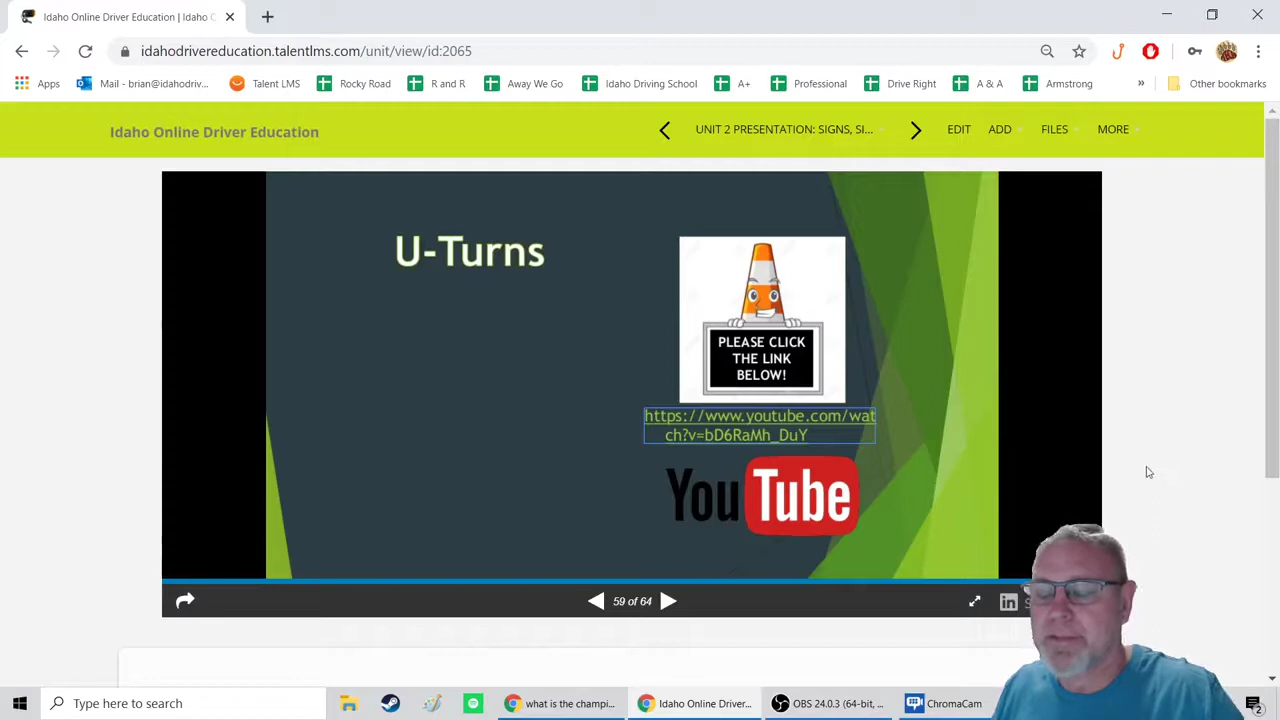 Idaho Online Driver Education | Idaho O
idahodrivereducation.talentlms.com/unit/view/id:2065
Apps
Mail - brian@idahodriv...
Talent LMS
Rocky Road
R and R
Away We Go
Idaho Driving School
A+
Professional
Drive Right
A & A
Armstrong
»
Other bookmarks
Idaho Online Driver Education
UNIT 2 PRESENTATION: SIGNS, SI...
EDIT
ADD
FILES
MORE
U-Turns
PLEASE CLICK
THE LINK
BELOW!
https://www.youtube.com/wat
ch?v=bD6RaMh_DuY
YouTube
59 of 64
in
Type here to search
what is the champi...
Idaho Online Driver...
OBS 24.0.3 (64-bit, ...
ChromaCam
2